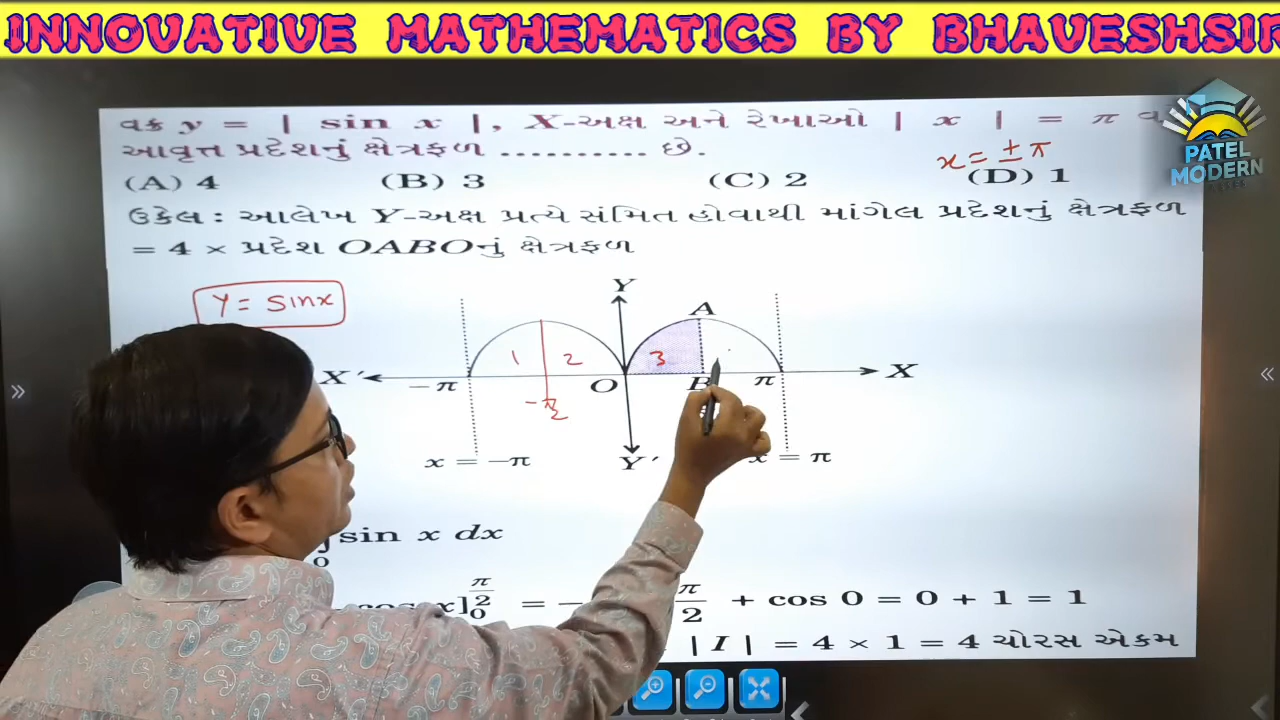 INNOVATIVE MATHEMATICS BY BHAVESHSIR
વક્ર y = | sin x |, X-અક્ષ અને રેખાઓ | x | = π
આવૃત્ત પ્રદેશનું ક્ષેત્રફળ .......... છે.
x = ± π
(A) 4 (B) 3 (C) 2 (D) 1
PATEL
MODERN
ઉકેલ : આલેખ Y-અક્ષ પ્રત્યે સંમિત હોવાથી માંગેલ પ્રદેશનું ક્ષેત્રફળ
= 4 × પ્રદેશ OABOનું ક્ષેત્રફળ
Y = sinx
Y
A
1 2 3
X′ −π O B π X
−π/2
x = −π Y′ x = π
sin x dx
0
cos x]₀^(π/2) = − π/2 + cos 0 = 0 + 1 = 1
| I | = 4 × 1 = 4 ચોરસ એકમ